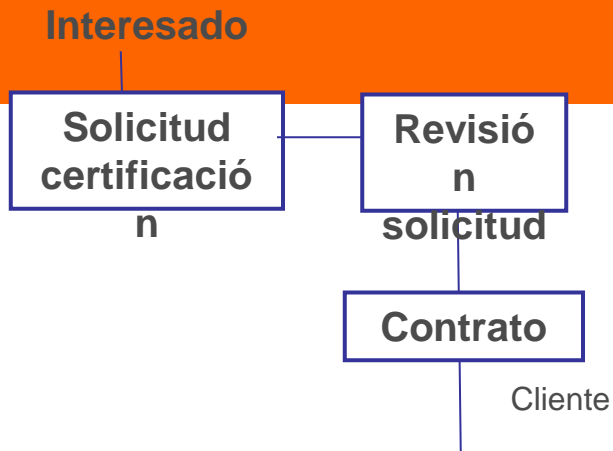 Interesado
Solicitud
certificació
n
Revisió
n
solicitud
Contrato
Cliente